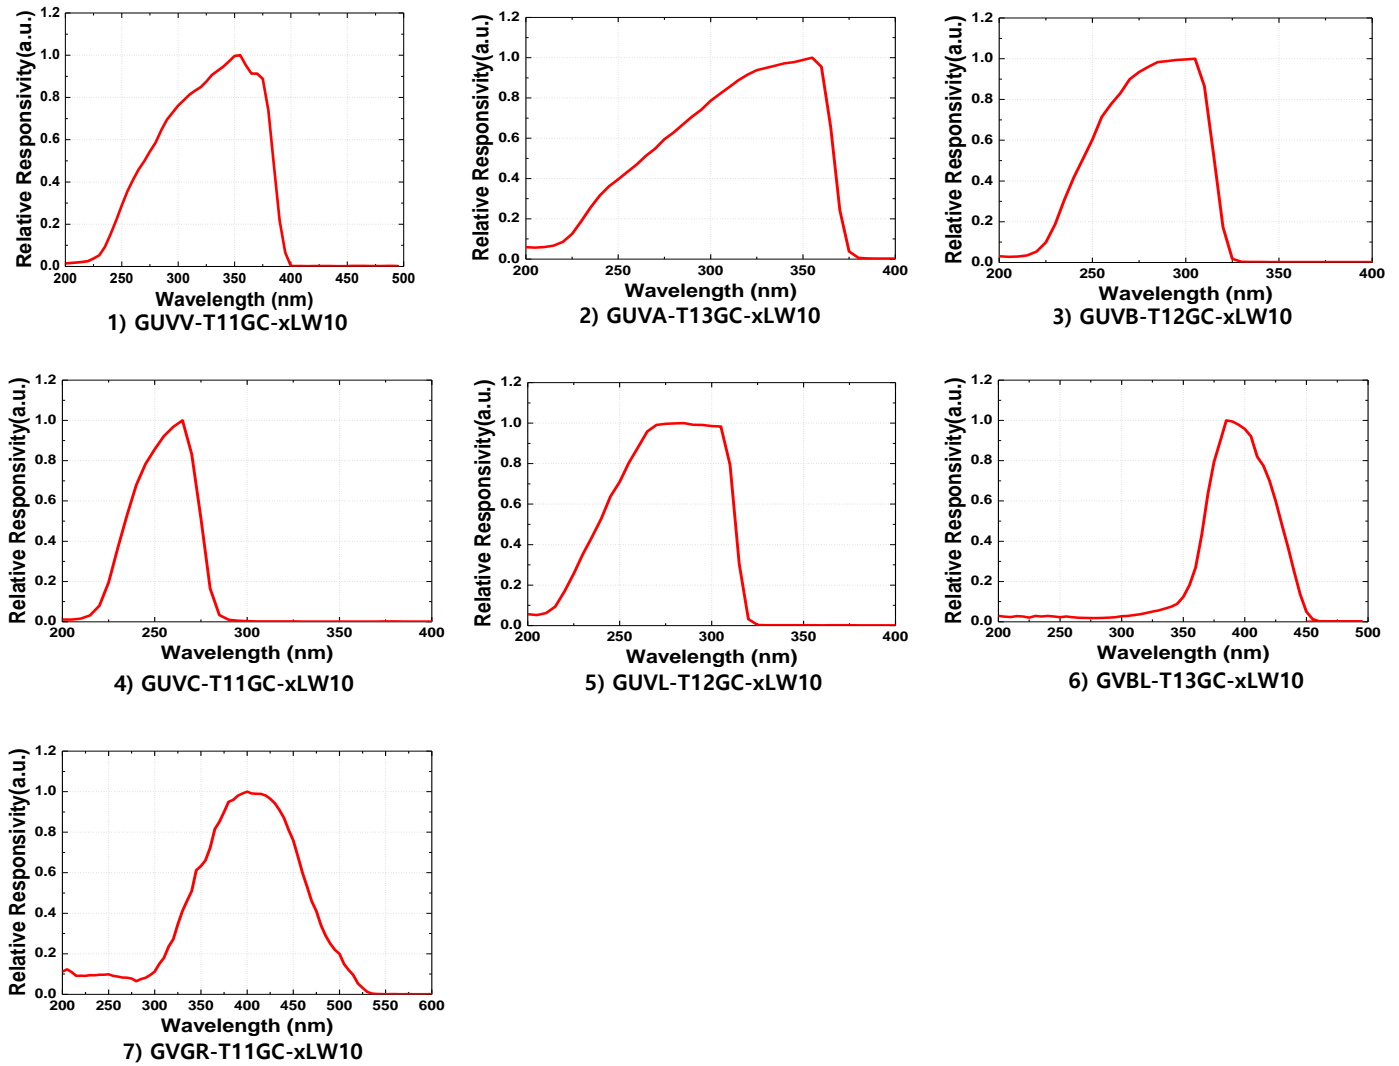 1.2
1.0
0.8
0.6
0.4
0.2
0.0
200 250 300 350 400 450 500
Relative Responsivity(a.u.)
Wavelength (nm)
1) GUVV-T11GC-xLW10
1.2
1.0
0.8
0.6
0.4
0.2
0.0
200 250 300 350 400
Relative Responsivity(a.u.)
Wavelength (nm)
2) GUVA-T13GC-xLW10
1.2
1.0
0.8
0.6
0.4
0.2
0.0
200 250 300 350 400
Relative Responsivity(a.u.)
Wavelength (nm)
3) GUVB-T12GC-xLW10
1.2
1.0
0.8
0.6
0.4
0.2
0.0
200 250 300 350 400
Relative Responsivity(a.u.)
Wavelength (nm)
4) GUVC-T11GC-xLW10
1.2
1.0
0.8
0.6
0.4
0.2
0.0
200 250 300 350 400
Relative Responsivity(a.u.)
Wavelength (nm)
5) GUVL-T12GC-xLW10
1.2
1.0
0.8
0.6
0.4
0.2
0.0
200 250 300 350 400 450 500
Relative Responsivity(a.u.)
Wavelength (nm)
6) GVBL-T13GC-xLW10
1.2
1.0
0.8
0.6
0.4
0.2
0.0
200 250 300 350 400 450 500 550 600
Relative Responsivity(a.u.)
Wavelength (nm)
7) GVGR-T11GC-xLW10